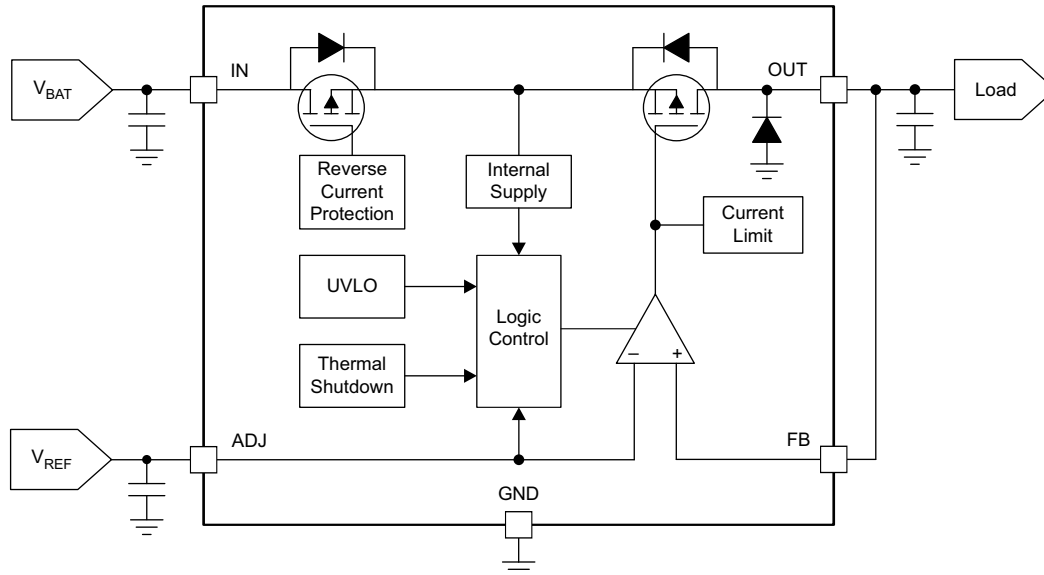 IN
OUT
V_BAT
Load
Reverse
Current
Protection
Internal
Supply
Current
Limit
UVLO
Logic
Control
Thermal
Shutdown
– +
ADJ
FB
V_REF
GND